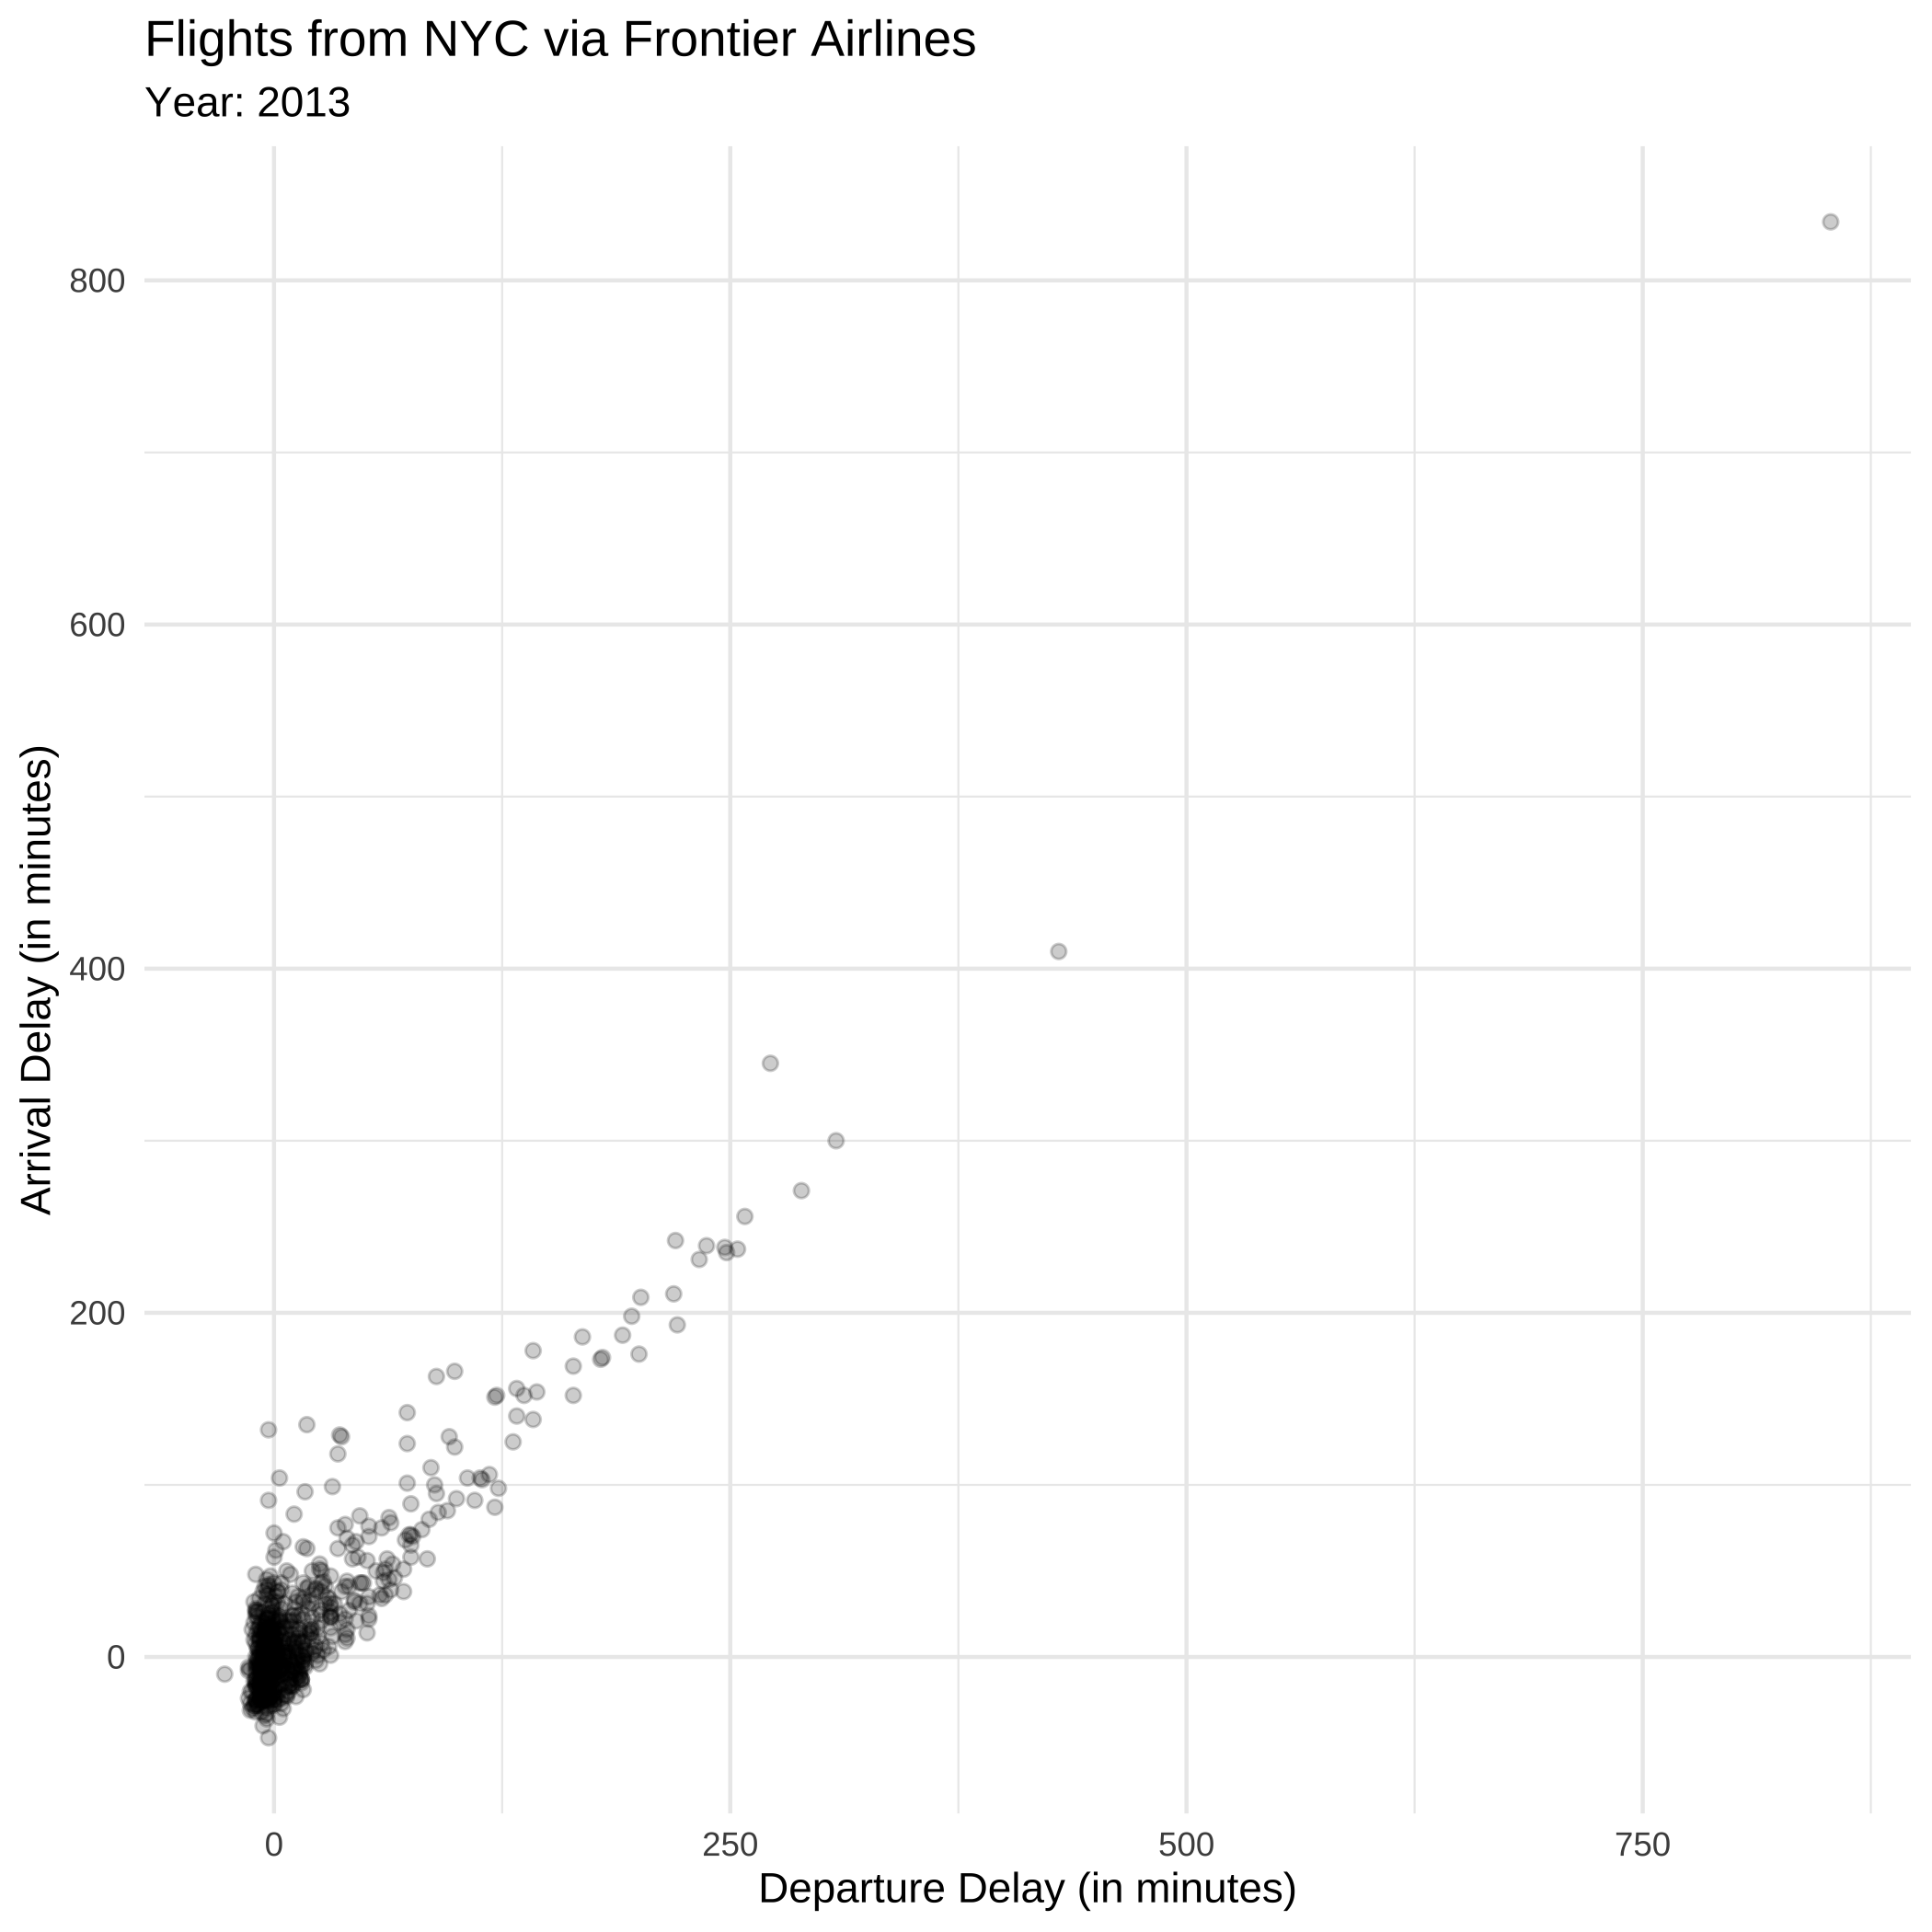 Flights from NYC via Frontier Airlines
Year: 2013
Arrival Delay (in minutes)
800
600
400
200
0
0
250
500
750
Departure Delay (in minutes)